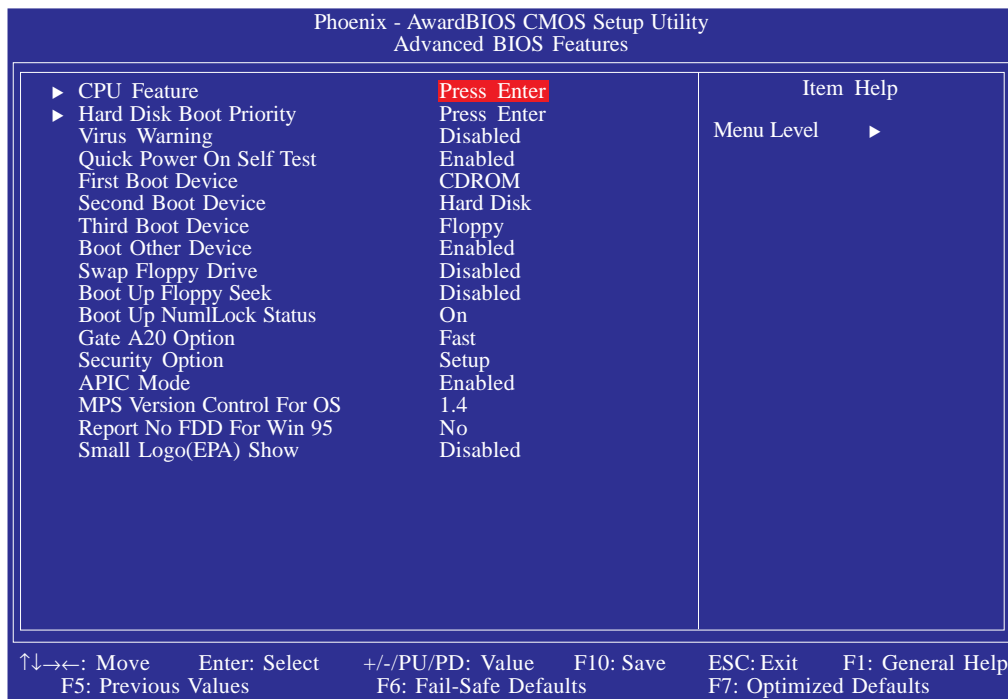 Phoenix - AwardBIOS CMOS Setup Utility
Advanced BIOS Features
▶ CPU Feature Press Enter
▶ Hard Disk Boot Priority Press Enter
Virus Warning Disabled
Quick Power On Self Test Enabled
First Boot Device CDROM
Second Boot Device Hard Disk
Third Boot Device Floppy
Boot Other Device Enabled
Swap Floppy Drive Disabled
Boot Up Floppy Seek Disabled
Boot Up NumlLock Status On
Gate A20 Option Fast
Security Option Setup
APIC Mode Enabled
MPS Version Control For OS 1.4
Report No FDD For Win 95 No
Small Logo(EPA) Show Disabled
Item Help
Menu Level ▶
↑↓→←: Move Enter: Select +/-/PU/PD: Value F10: Save ESC: Exit F1: General Help
F5: Previous Values F6: Fail-Safe Defaults F7: Optimized Defaults